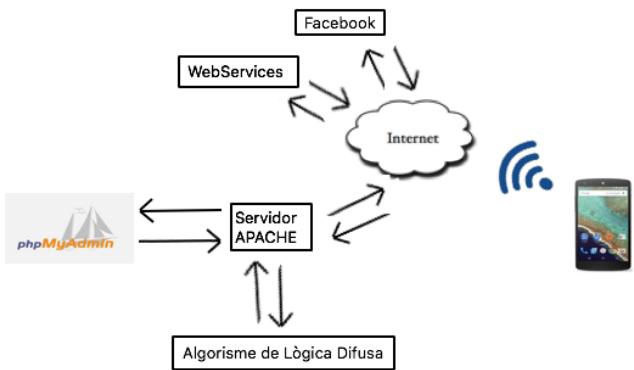 Facebook
WebServices
Internet
Servidor
APACHE
phpMyAdmin
Algorisme de Lògica Difusa